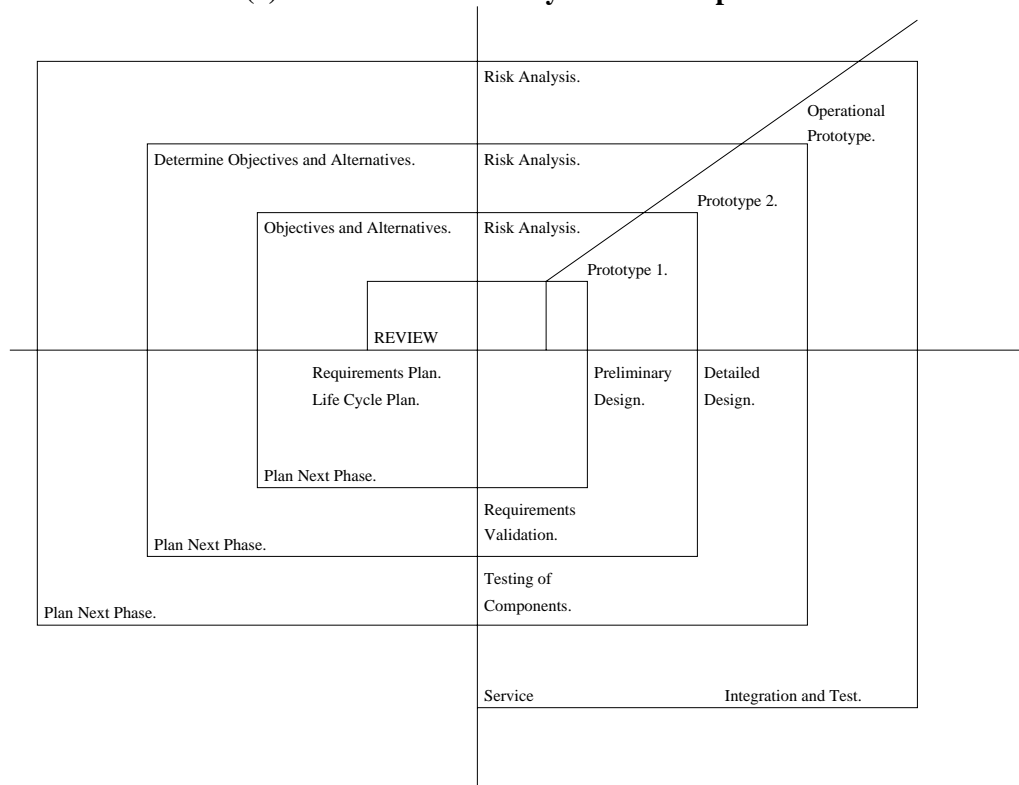 Risk Analysis.
Operational
Prototype.
Determine Objectives and Alternatives.
Risk Analysis.
Prototype 2.
Objectives and Alternatives.
Risk Analysis.
Prototype 1.
REVIEW
Requirements Plan.
Life Cycle Plan.
Preliminary
Design.
Detailed
Design.
Plan Next Phase.
Requirements
Validation.
Plan Next Phase.
Testing of
Components.
Plan Next Phase.
Service
Integration and Test.